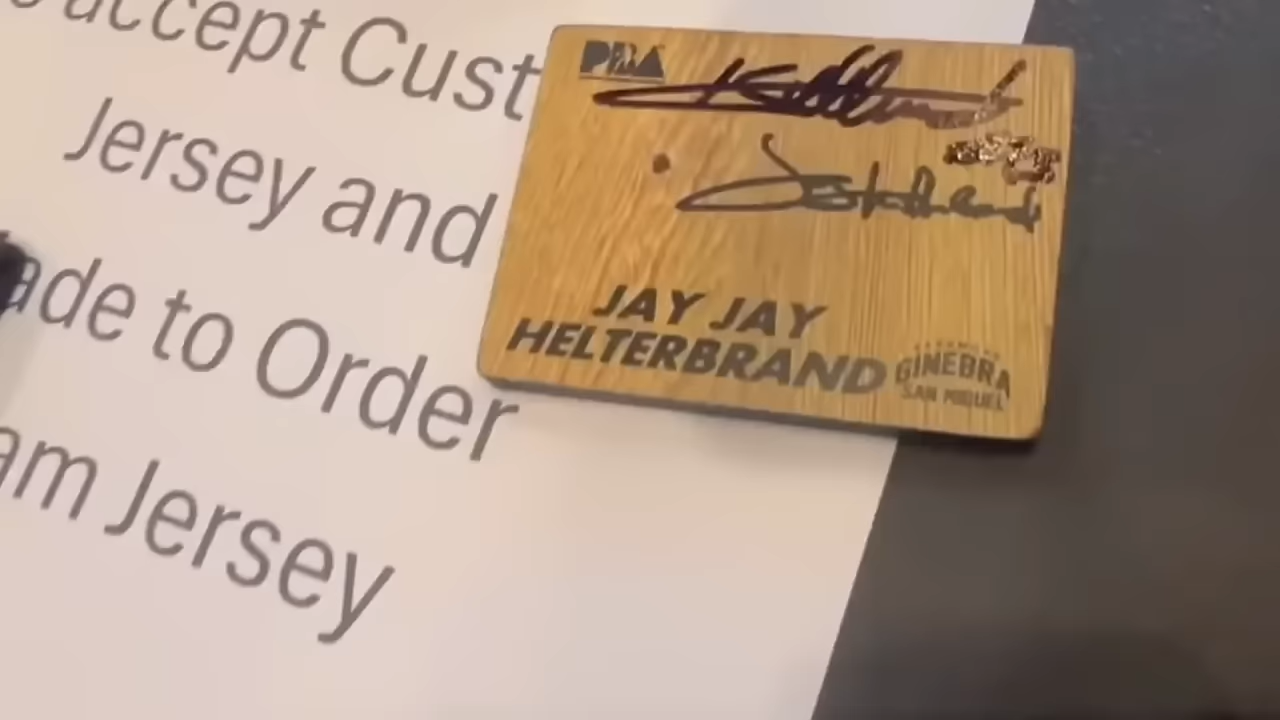 accept Cust
Jersey and
ade to Order
am Jersey
PBA
JAY JAY
HELTERBRAND
GINEBRA
SAN MIGUEL